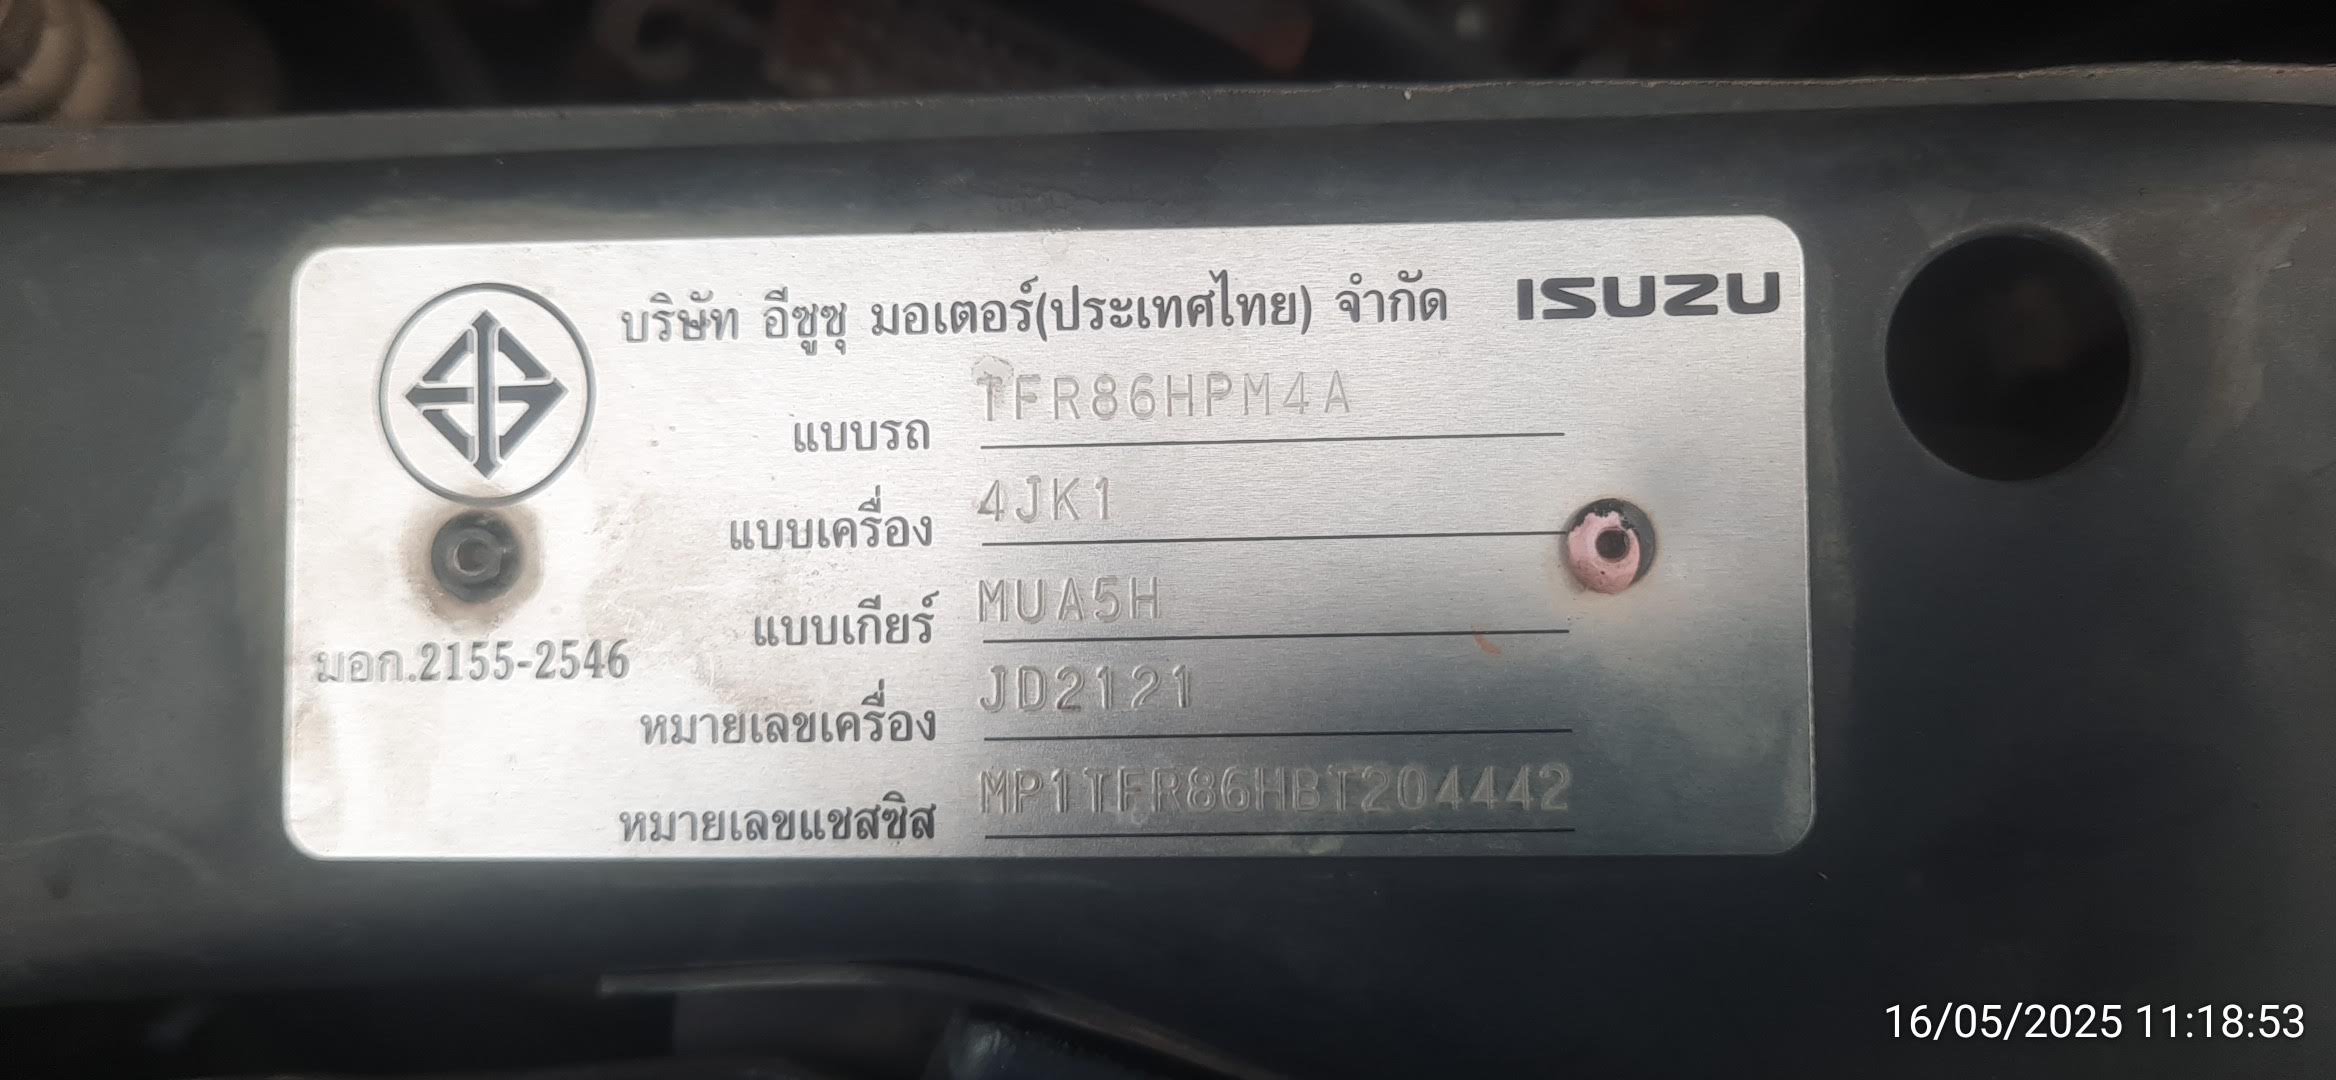 บริษัท อีซูซุ มอเตอร์(ประเทศไทย) จำกัด ISUZU
แบบรถ TFR86HPM4A
แบบเครื่อง 4JK1
แบบเกียร์ MUA5H
มอก.2155-2546
หมายเลขเครื่อง JD2121
หมายเลขแชสซิส MP1TFR86HBT204442
16/05/2025 11:18:53